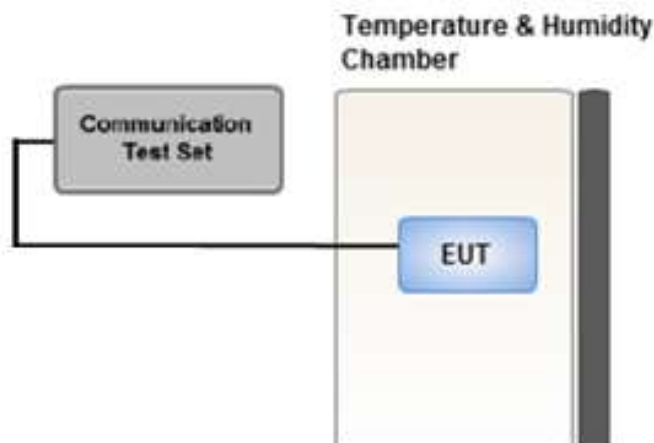 Temperature & Humidity
Chamber
Communication
Test Set
EUT